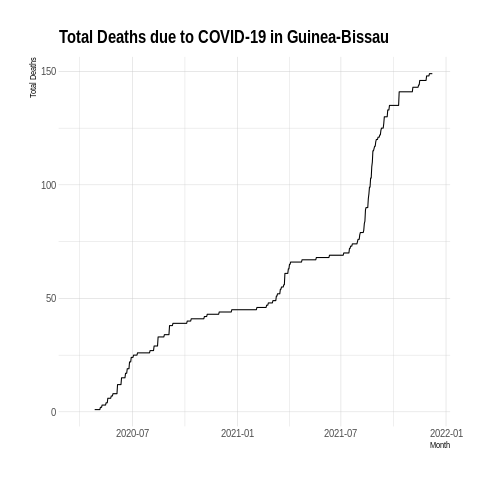 Total Deaths due to COVID-19 in Guinea-Bissau
Total Deaths
150
100
50
0
2020-07 2021-01 2021-07 2022-01
Month